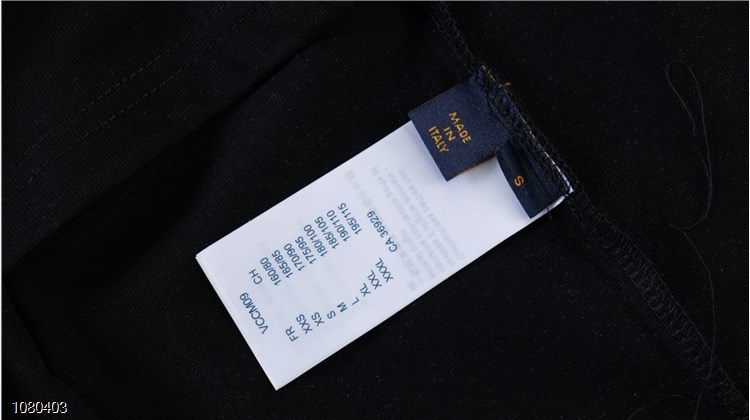 MADE
IN
ITALY
S
VCCM09
CH FR
160/80 XXS
165/85 XS
170/90 S
175/95 M
180/100 L
185/105 XL
190/110 XXL
195/115 XXXL
CA 36929
1080403